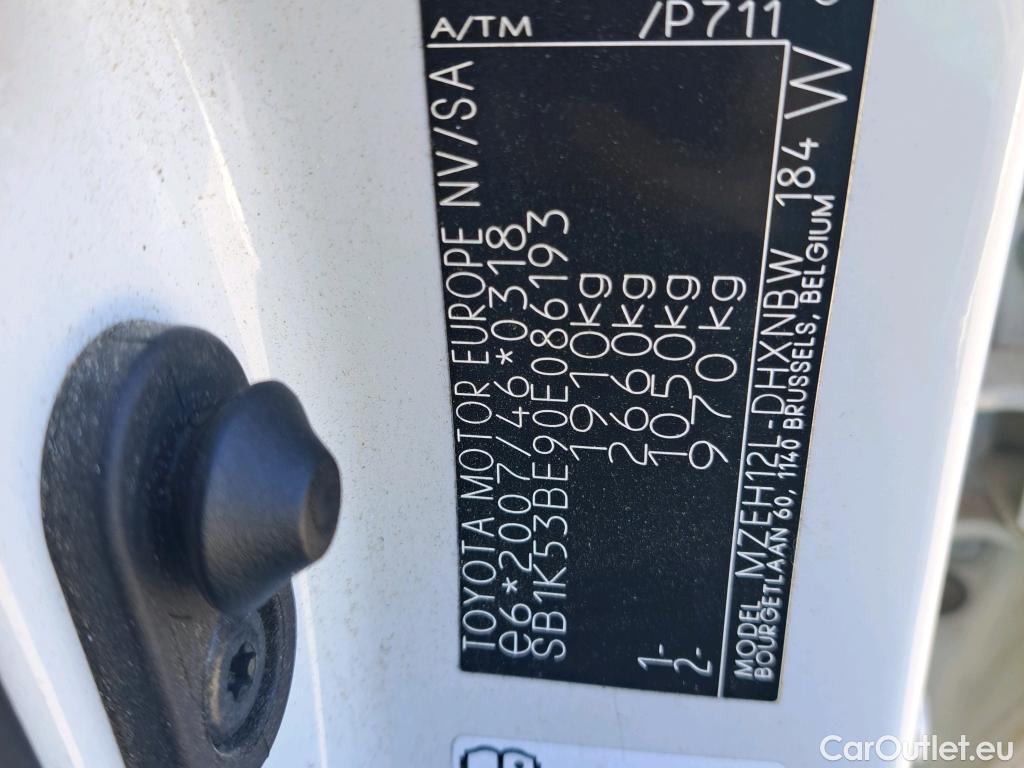 TOYOTA MOTOR EUROPE NV/SA
e6*2007/46*0318
SB1K53BE90E086193
1910kg
2660kg
1- 1050kg
2- 970kg
A/TM /P711
MODEL MZEH12L-DHXNBW 184 W
BOURGETLAAN 60, 1140 BRUSSELS, BELGIUM
CarOutlet.eu